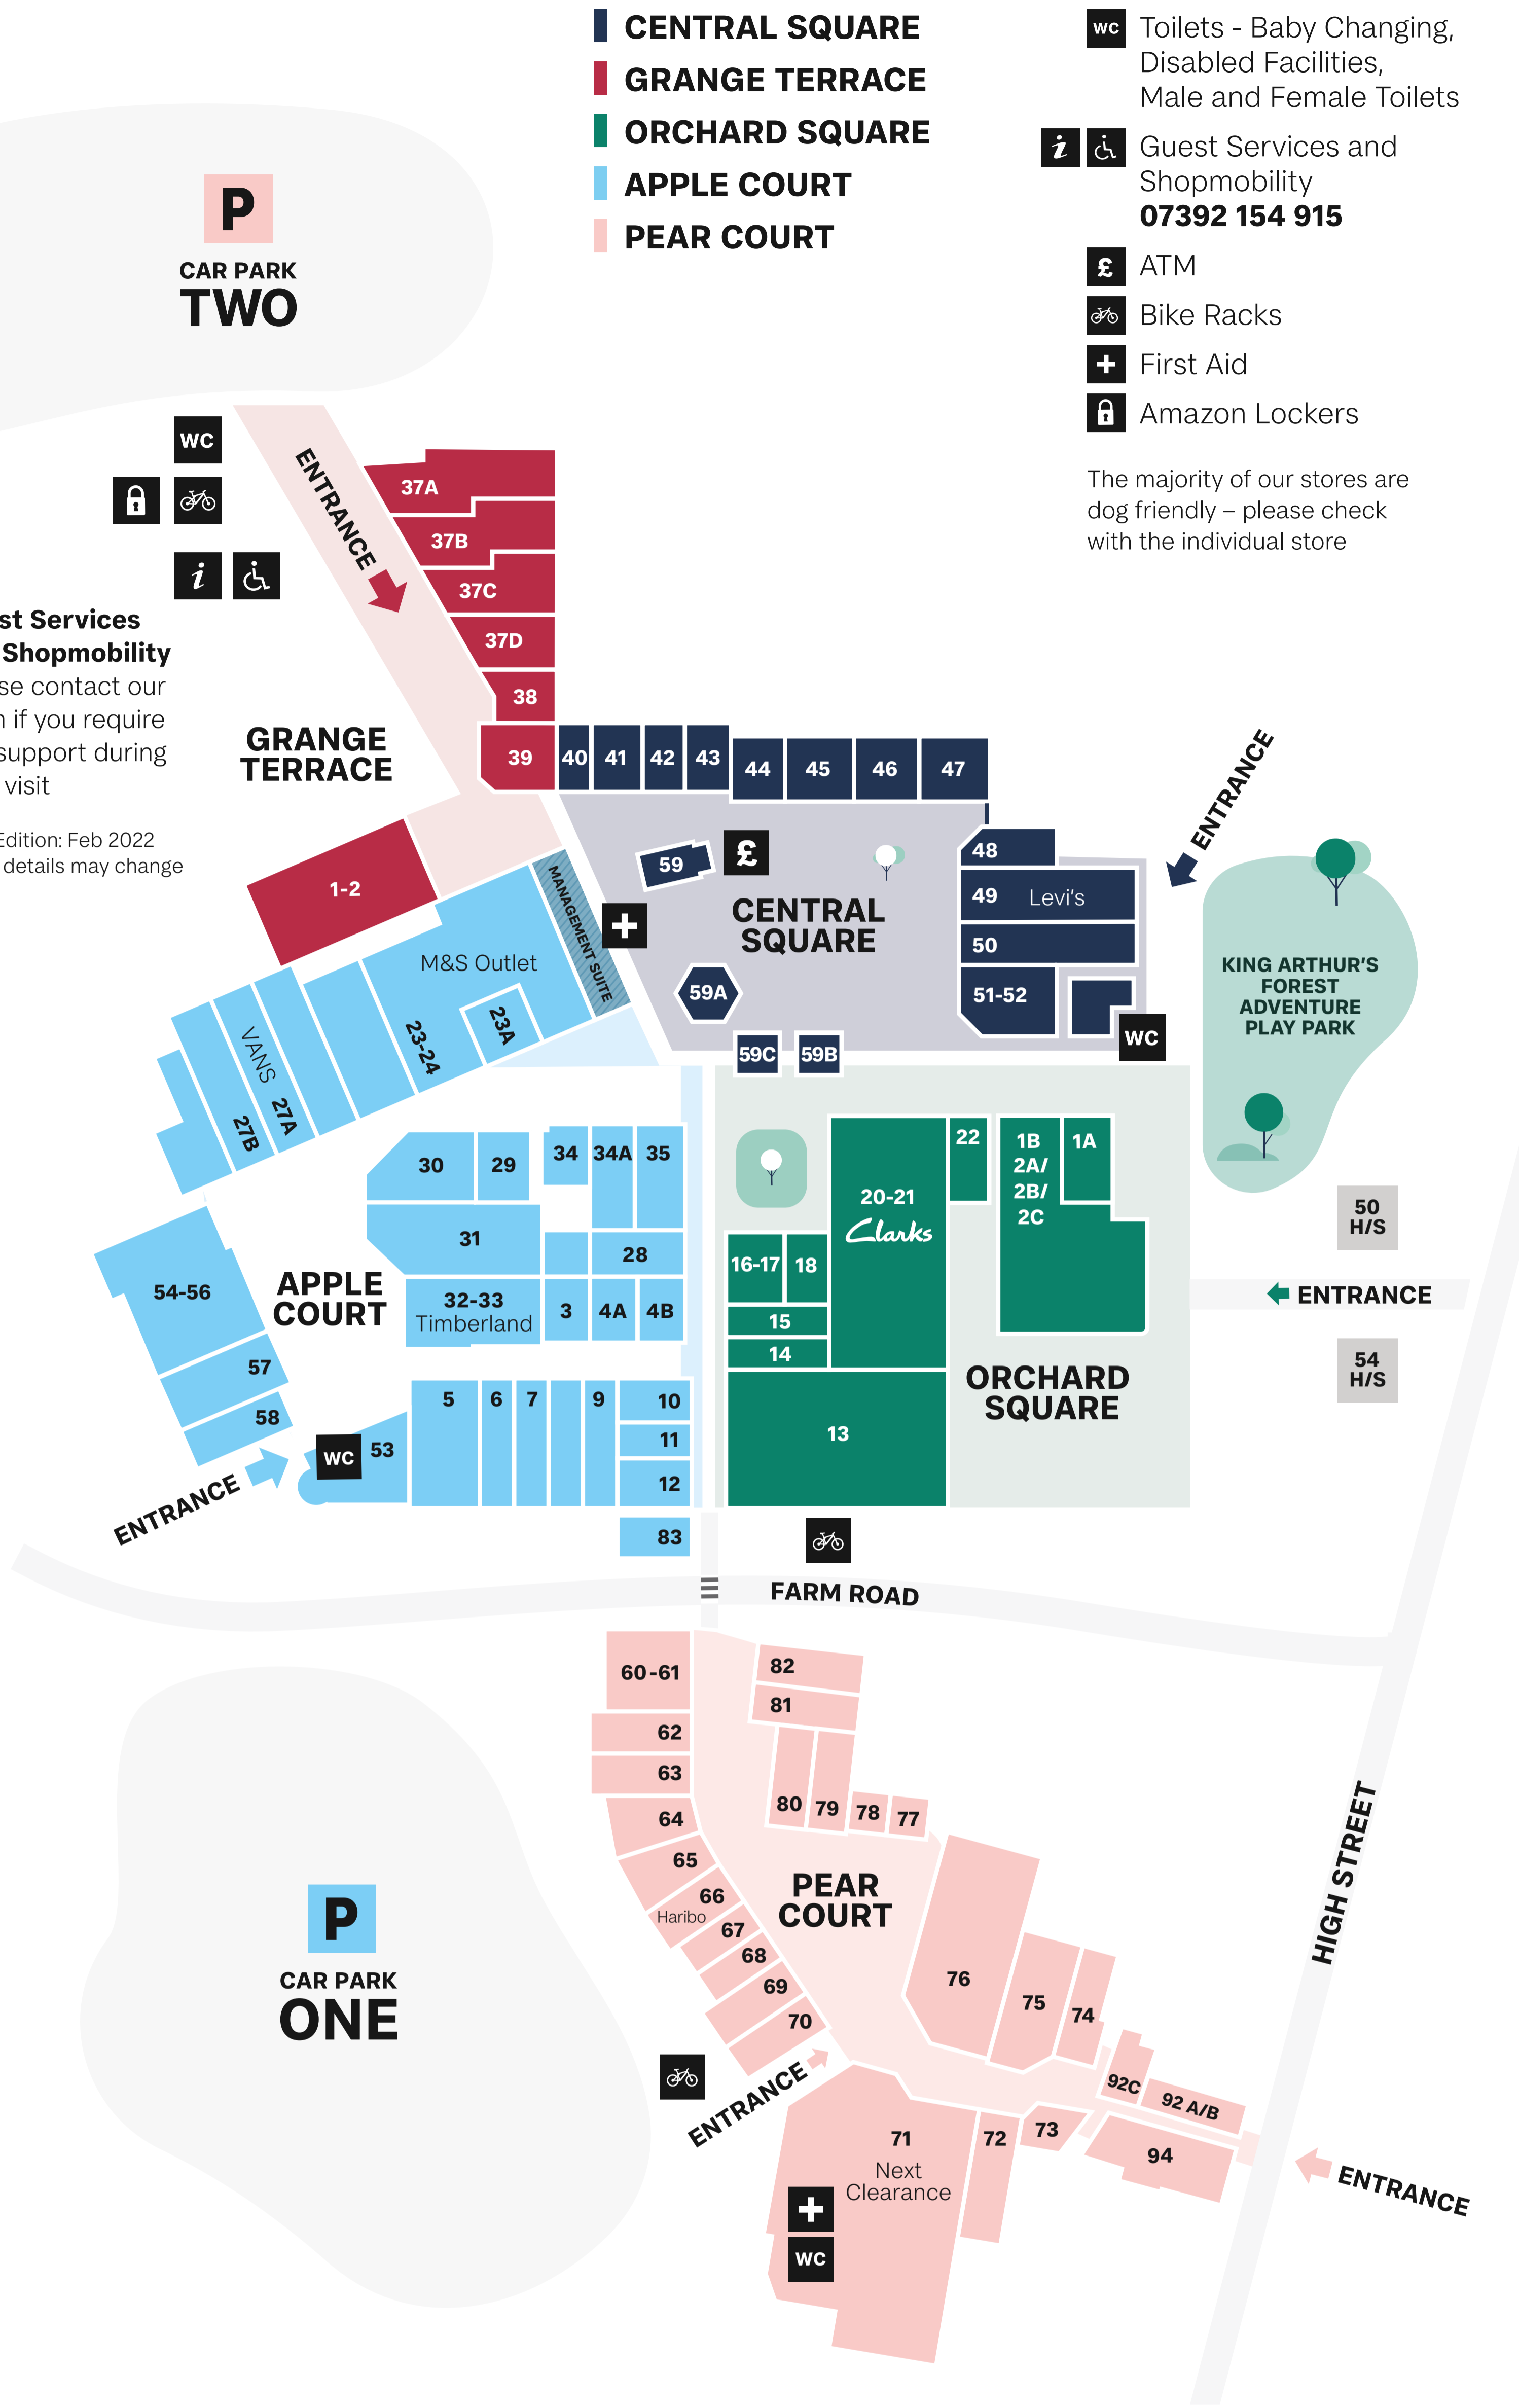 CENTRAL SQUARE
GRANGE TERRACE
ORCHARD SQUARE
APPLE COURT
PEAR COURT
WC Toilets - Baby Changing,
Disabled Facilities,
Male and Female Toilets
i Guest Services and
Shopmobility
07392 154 915
£ ATM
Bike Racks
First Aid
Amazon Lockers
The majority of our stores are
dog friendly – please check
with the individual store
P
CAR PARK
TWO
WC
i
ENTRANCE
st Services
Shopmobility
se contact our
if you require
support during
visit
Edition: Feb 2022
details may change
GRANGE
TERRACE
37A
37B
37C
37D
38
39
40
41
42
43
44
45
46
47
1-2
59
£
48
49 Levi's
50
51-52
WC
ENTRANCE
MANAGEMENT SUITE
CENTRAL
SQUARE
59A
59C
59B
KING ARTHUR'S
FOREST
ADVENTURE
PLAY PARK
M&S Outlet
23A
23-24
VANS
27A
27B
30
29
34
34A
35
31
28
32-33
Timberland
3
4A
4B
APPLE
COURT
54-56
57
58
WC
53
ENTRANCE
5
6
7
9
10
11
12
83
20-21
Clarks
22
1B
2A/
2B/
2C
1A
16-17
18
15
14
13
ORCHARD
SQUARE
50
H/S
ENTRANCE
54
H/S
FARM ROAD
60-61
62
63
64
65
66
Haribo
67
68
69
70
82
81
80
79
78
77
PEAR
COURT
76
75
74
HIGH STREET
P
CAR PARK
ONE
ENTRANCE
71
Next
Clearance
WC
72
73
92C
92 A/B
94
ENTRANCE